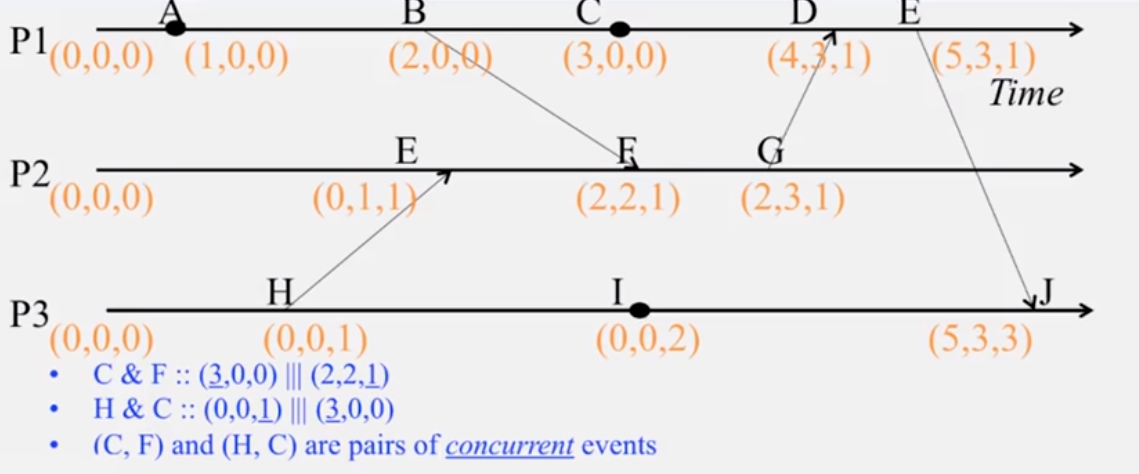 A B C D E
P1 (0,0,0) (1,0,0) (2,0,0) (3,0,0) (4,3,1) (5,3,1)
Time
E F G
P2 (0,0,0) (0,1,1) (2,2,1) (2,3,1)
H I J
P3 (0,0,0) (0,0,1) (0,0,2) (5,3,3)
• C & F :: (3,0,0) ||| (2,2,1)
• H & C :: (0,0,1) ||| (3,0,0)
• (C, F) and (H, C) are pairs of concurrent events